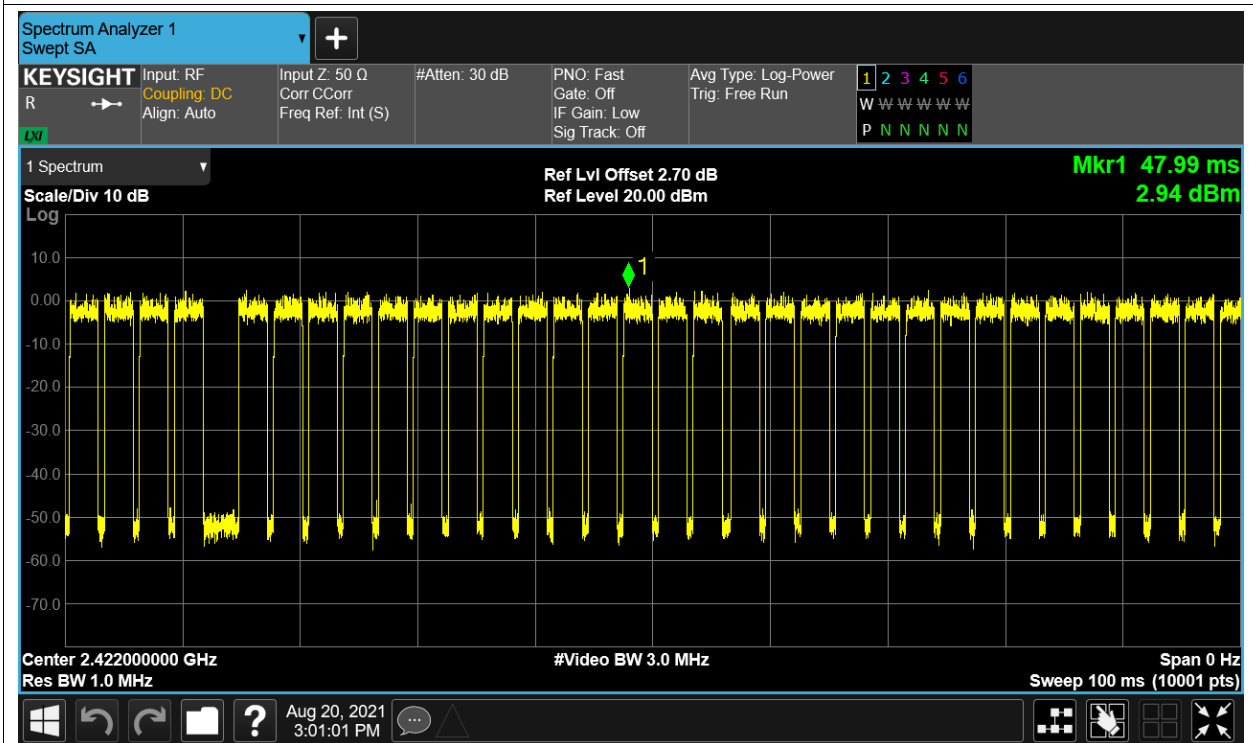 Spectrum Analyzer 1
Swept SA
KEYSIGHT
R
LXI
Input: RF
Coupling: DC
Align: Auto
Input Z: 50 Ω
Corr CCorr
Freq Ref: Int (S)
#Atten: 30 dB
PNO: Fast
Gate: Off
IF Gain: Low
Sig Track: Off
Avg Type: Log-Power
Trig: Free Run
1 2 3 4 5 6
W W W W W W
P N N N N N
1 Spectrum
Scale/Div 10 dB
Log
Ref Lvl Offset 2.70 dB
Ref Level 20.00 dBm
Mkr1 47.99 ms
2.94 dBm
1
10.0
0.00
-10.0
-20.0
-30.0
-40.0
-50.0
-60.0
-70.0
Center 2.422000000 GHz
Res BW 1.0 MHz
#Video BW 3.0 MHz
Span 0 Hz
Sweep 100 ms (10001 pts)
?
Aug 20, 2021
3:01:01 PM